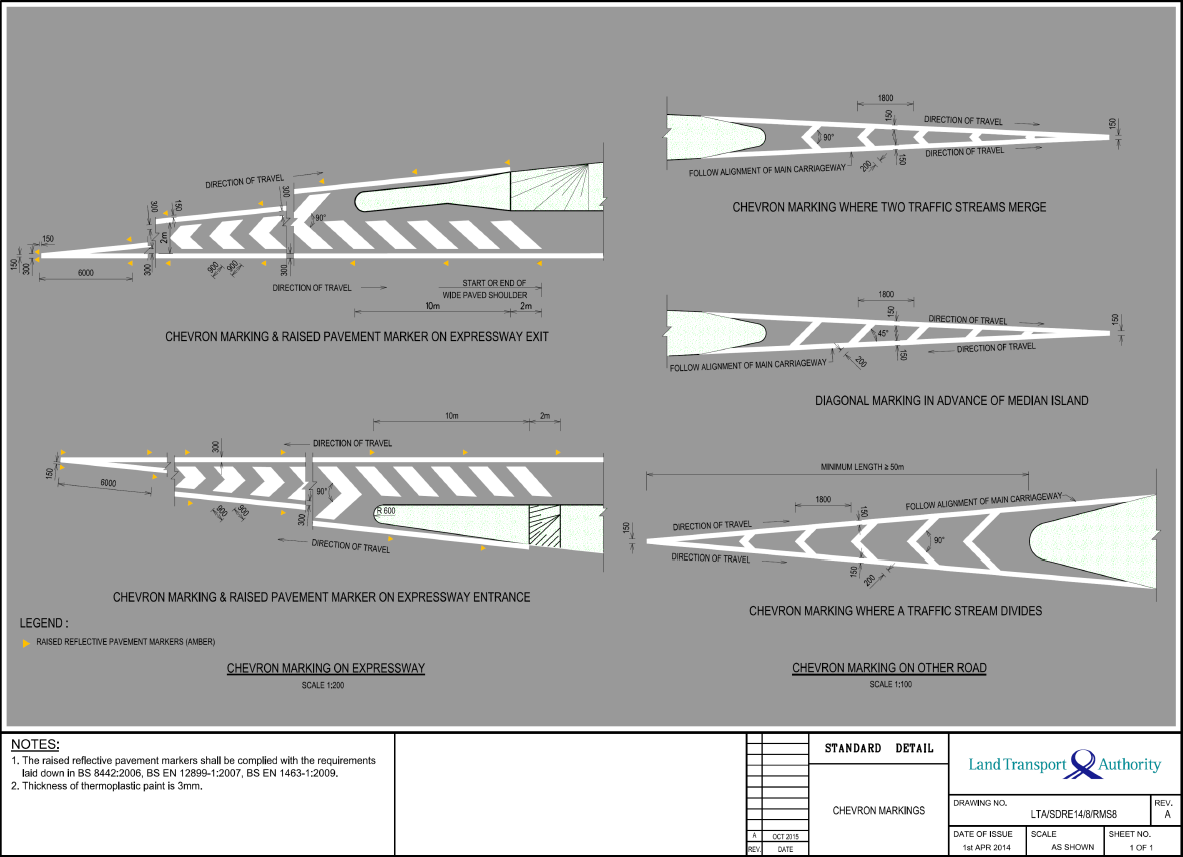 DIRECTION OF TRAVEL
300
300
150
90°
2m
150
150
300
6000
300
900
900
300
DIRECTION OF TRAVEL
START OR END OF
WIDE PAVED SHOULDER
10m
2m
CHEVRON MARKING & RAISED PAVEMENT MARKER ON EXPRESSWAY EXIT
10m
2m
DIRECTION OF TRAVEL
300
150
6000
900
900
90°
300
R 600
DIRECTION OF TRAVEL
CHEVRON MARKING & RAISED PAVEMENT MARKER ON EXPRESSWAY ENTRANCE
LEGEND :
RAISED REFLECTIVE PAVEMENT MARKERS (AMBER)
CHEVRON MARKING ON EXPRESSWAY
SCALE 1:200
1800
150
DIRECTION OF TRAVEL
150
90°
DIRECTION OF TRAVEL
150
200
FOLLOW ALIGNMENT OF MAIN CARRIAGEWAY
CHEVRON MARKING WHERE TWO TRAFFIC STREAMS MERGE
1800
150
DIRECTION OF TRAVEL
150
45°
DIRECTION OF TRAVEL
150
200
FOLLOW ALIGNMENT OF MAIN CARRIAGEWAY
DIAGONAL MARKING IN ADVANCE OF MEDIAN ISLAND
MINIMUM LENGTH ≥ 50m
1800
FOLLOW ALIGNMENT OF MAIN CARRIAGEWAY
150
DIRECTION OF TRAVEL
150
90°
DIRECTION OF TRAVEL
150
200
CHEVRON MARKING WHERE A TRAFFIC STREAM DIVIDES
CHEVRON MARKING ON OTHER ROAD
SCALE 1:100
NOTES:
1. The raised reflective pavement markers shall be complied with the requirements
laid down in BS 8442:2006, BS EN 12899-1:2007, BS EN 1463-1:2009.
2. Thickness of thermoplastic paint is 3mm.
A OCT 2015
REV. DATE
STANDARD DETAIL
CHEVRON MARKINGS
Land Transport Authority
DRAWING NO.
LTA/SDRE14/8/RMS8
REV.
A
DATE OF ISSUE
1st APR 2014
SCALE
AS SHOWN
SHEET NO.
1 OF 1